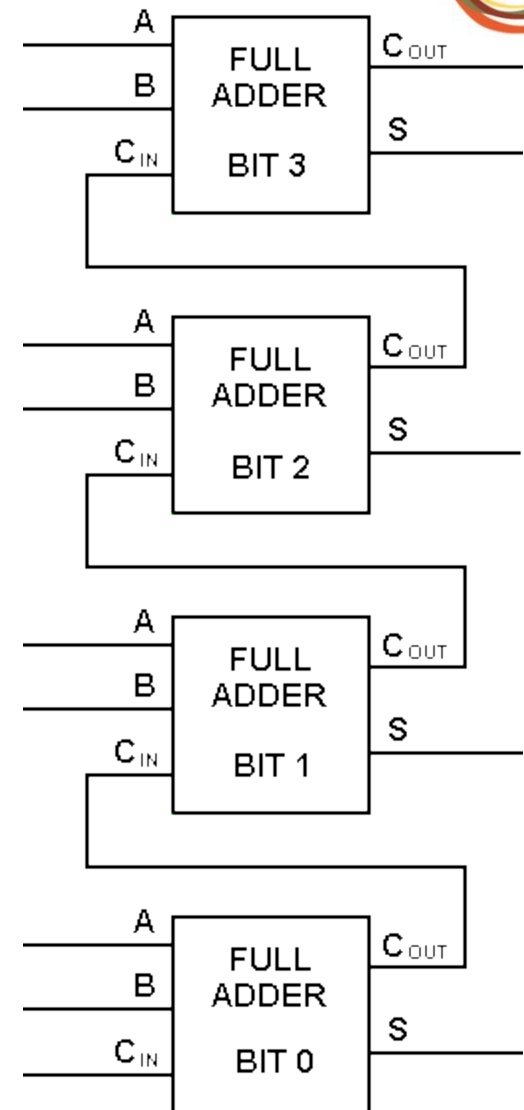 A
FULL
ADDER
C OUT
B
S
C IN
BIT 3
A
FULL
ADDER
C OUT
B
S
C IN
BIT 2
A
FULL
ADDER
C OUT
B
S
C IN
BIT 1
A
FULL
ADDER
C OUT
B
S
C IN
BIT 0